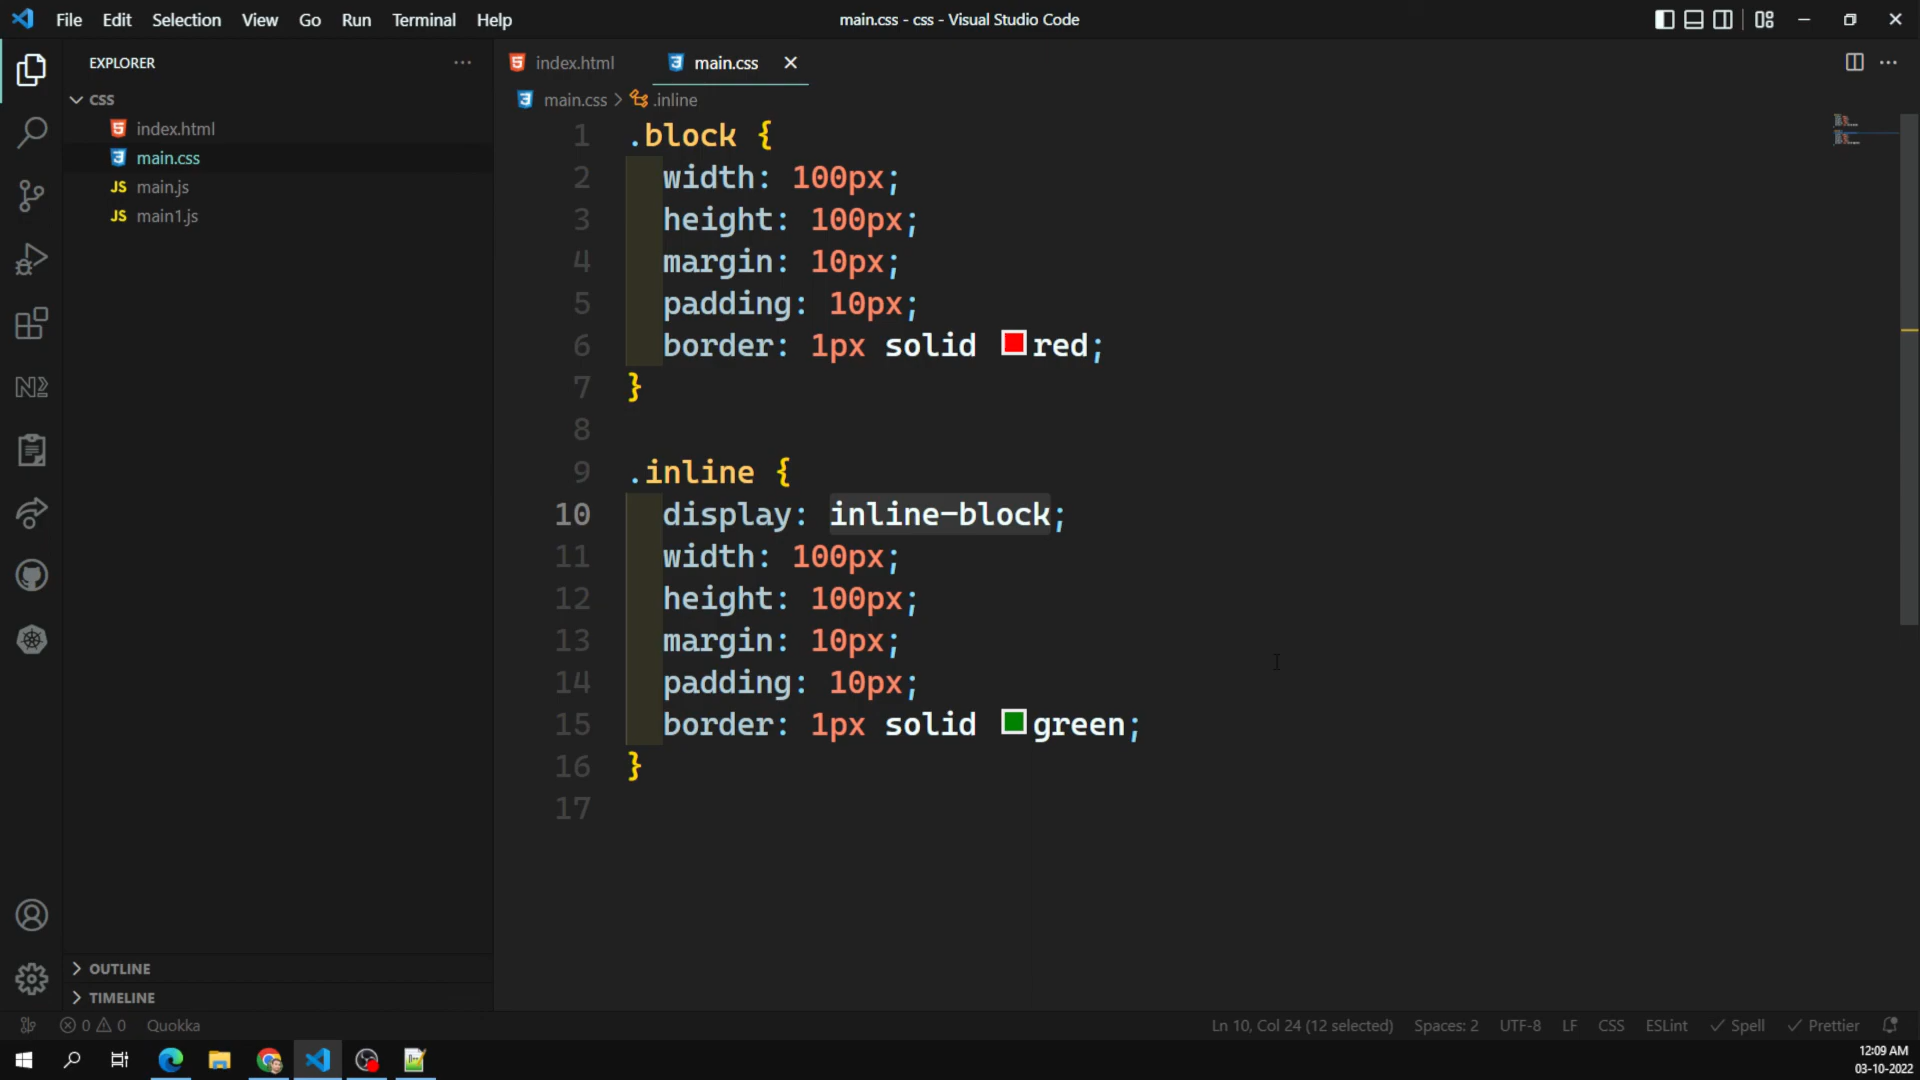 File Edit Selection View Go Run Terminal Help
main.css - css - Visual Studio Code
EXPLORER
CSS
index.html
main.css
JS main.js
JS main1.js
OUTLINE
TIMELINE
index.html
main.css
main.css > .inline
1 .block {
2 width: 100px;
3 height: 100px;
4 margin: 10px;
5 padding: 10px;
6 border: 1px solid red;
7 }
8
9 .inline {
10 display: inline-block;
11 width: 100px;
12 height: 100px;
13 margin: 10px;
14 padding: 10px;
15 border: 1px solid green;
16 }
17
0 0 Quokka
Ln 10, Col 24 (12 selected) Spaces: 2 UTF-8 LF CSS ESLint Spell Prettier
12:09 AM
03-10-2022